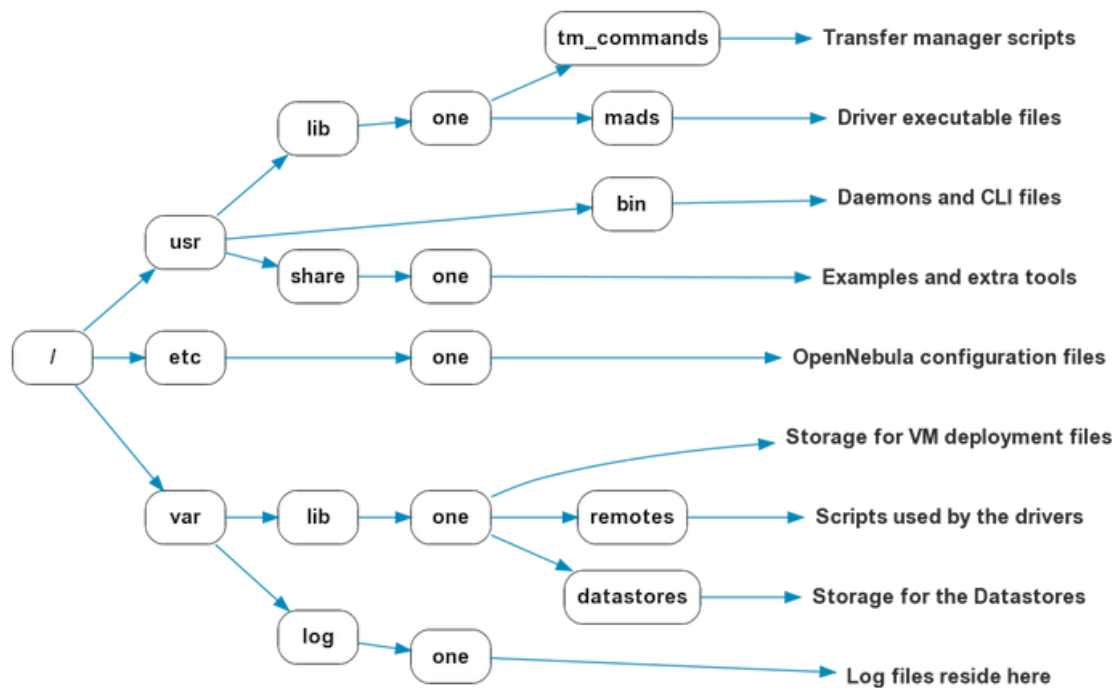 tm_commands
Transfer manager scripts
lib
one
mads
Driver executable files
bin
Daemons and CLI files
usr
share
one
Examples and extra tools
/
etc
one
OpenNebula configuration files
Storage for VM deployment files
var
lib
one
remotes
Scripts used by the drivers
datastores
Storage for the Datastores
log
one
Log files reside here